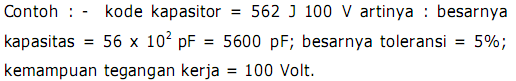 Contoh : - kode kapasitor = 562 J 100 V artinya : besarnya
kapasitas = 56 x 10² pF = 5600 pF; besarnya toleransi = 5%;
kemampuan tegangan kerja = 100 Volt.